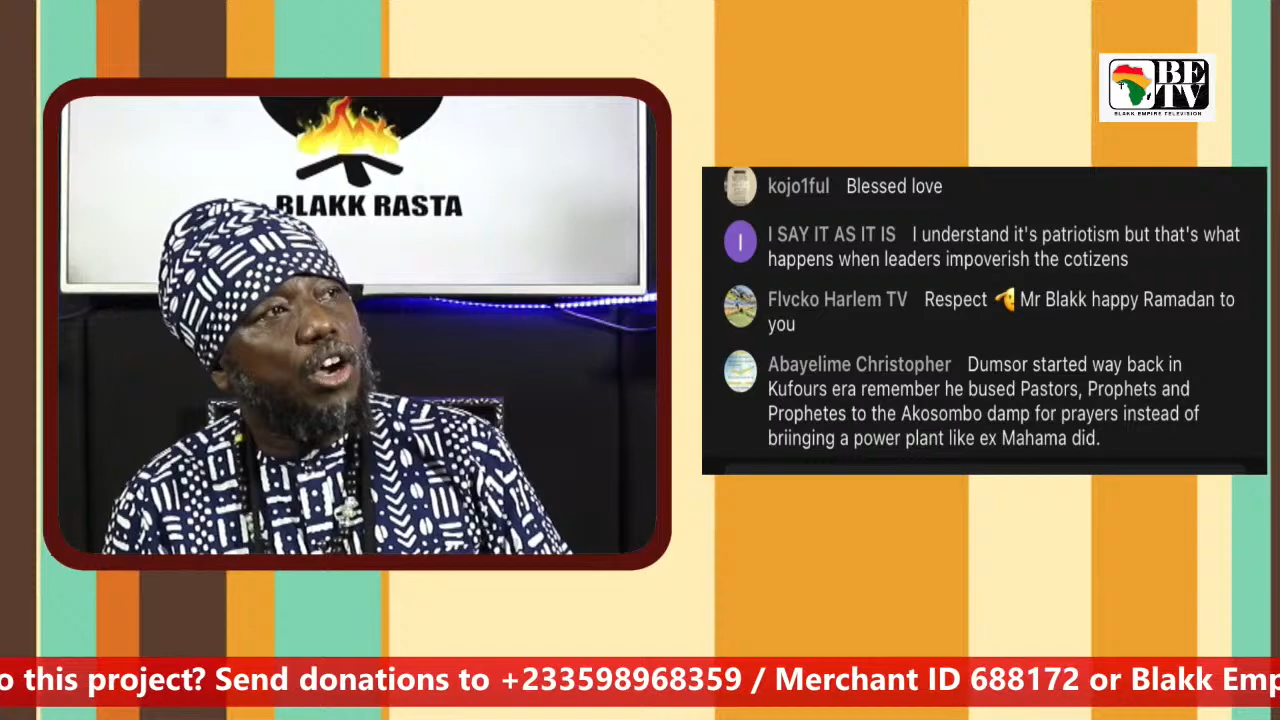 BLAKK RASTA
BE
TV
BLAKK EMPIRE TELEVISION
kojo1ful Blessed love
I
I SAY IT AS IT IS I understand it's patriotism but that's what
happens when leaders impoverish the cotizens
Flvcko Harlem TV Respect 🫡 Mr Blakk happy Ramadan to
you
Abayelime Christopher Dumsor started way back in
Kufours era remember he bused Pastors, Prophets and
Prophetes to the Akosombo damp for prayers instead of
briinging a power plant like ex Mahama did.
o this project? Send donations to +233598968359 / Merchant ID 688172 or Blakk Emp